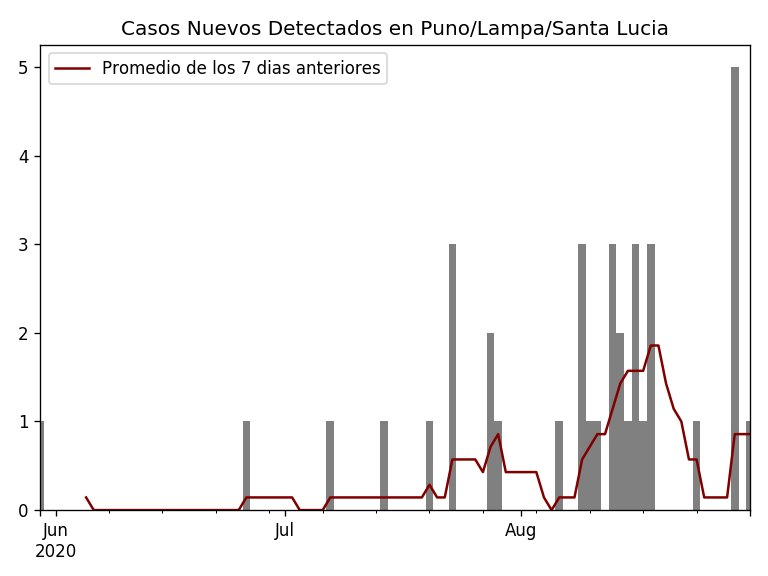 Casos Nuevos Detectados en Puno/Lampa/Santa Lucia
Promedio de los 7 dias anteriores
5
4
3
2
1
0
Jun Jul Aug
2020